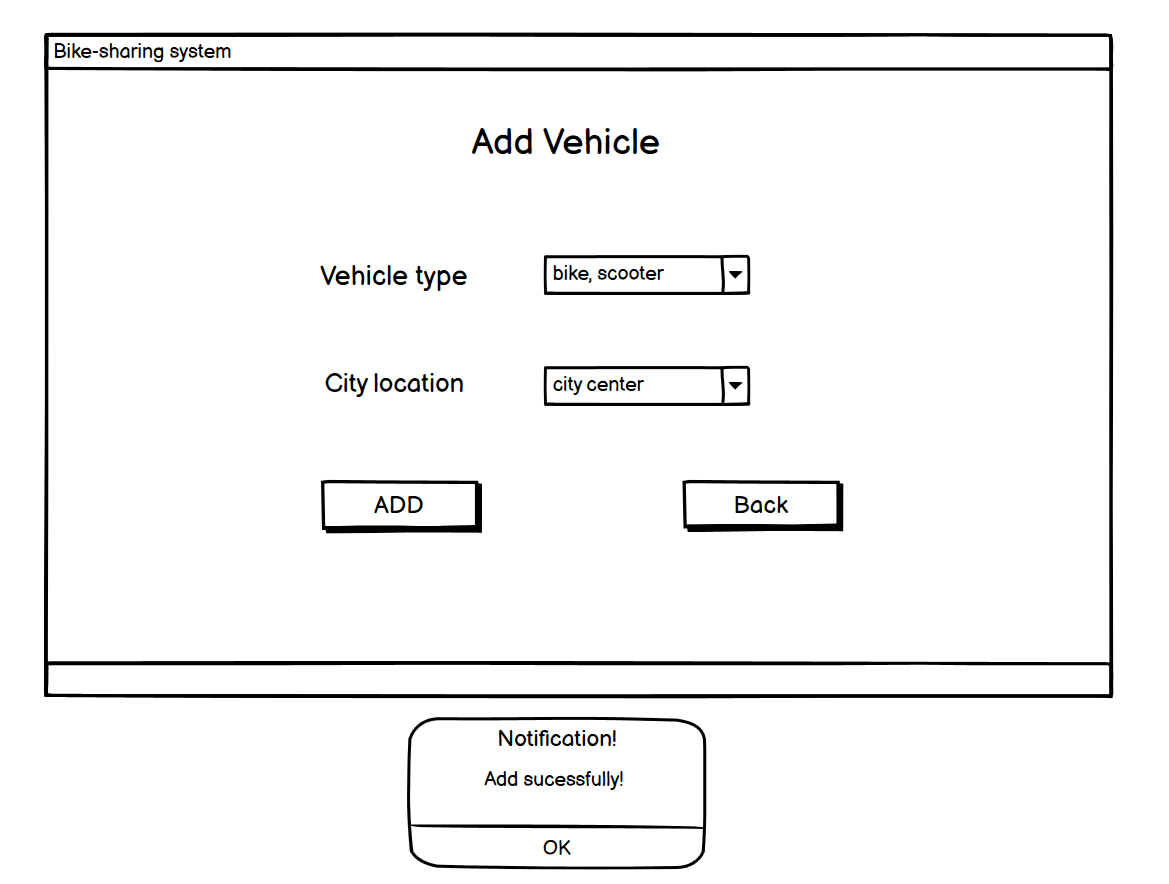 Bike-sharing system
Add Vehicle
Vehicle type
bike, scooter
City location
city center
ADD
Back
Notification!
Add sucessfully!
OK